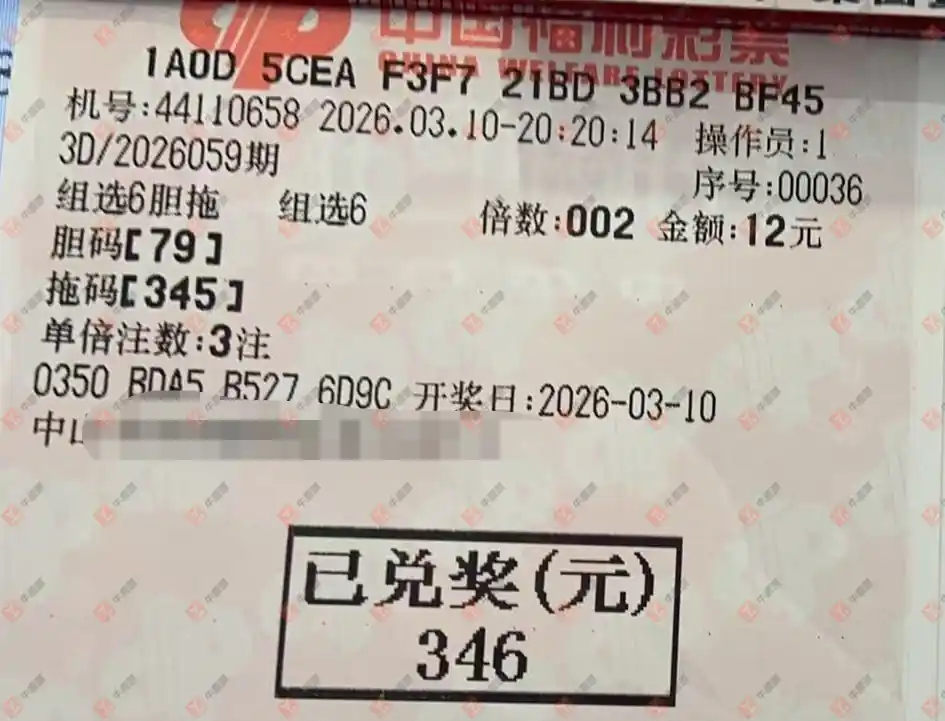 中国福利彩票
CHINA WELFARE LOTTERY
1A0D 5CEA F3F7 21BD 3BB2 BF45
机号:44110658 2026.03.10-20:20:14 操作员:1
3D/2026059期 序号:00036
组选6胆拖 组选6 倍数:002 金额:12元
胆码[79]
拖码[345]
单倍注数:3注
0350 BDA5 B527 6D9C 开奖日:2026-03-10
中山
已兑奖(元)
346